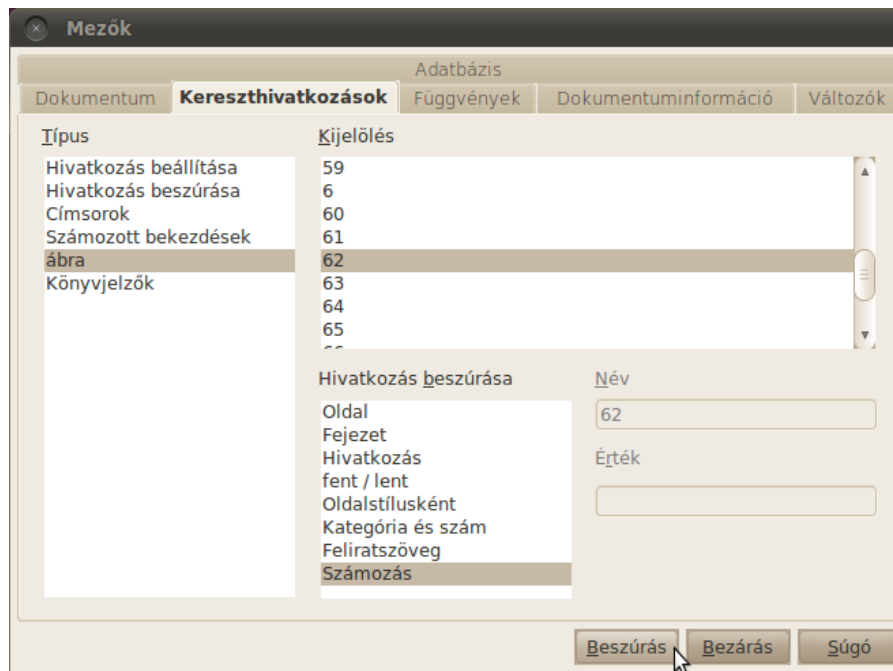 Mezők
Adatbázis
Dokumentum Kereszthivatkozások Függvények Dokumentuminformáció Változók
Típus
Hivatkozás beállítása
Hivatkozás beszúrása
Címsorok
Számozott bekezdések
ábra
Könyvjelzők
Kijelölés
59
6
60
61
62
63
64
65
Hivatkozás beszúrása
Oldal
Fejezet
Hivatkozás
fent / lent
Oldalstílusként
Kategória és szám
Feliratszöveg
Számozás
Név
62
Érték
Beszúrás Bezárás Súgó